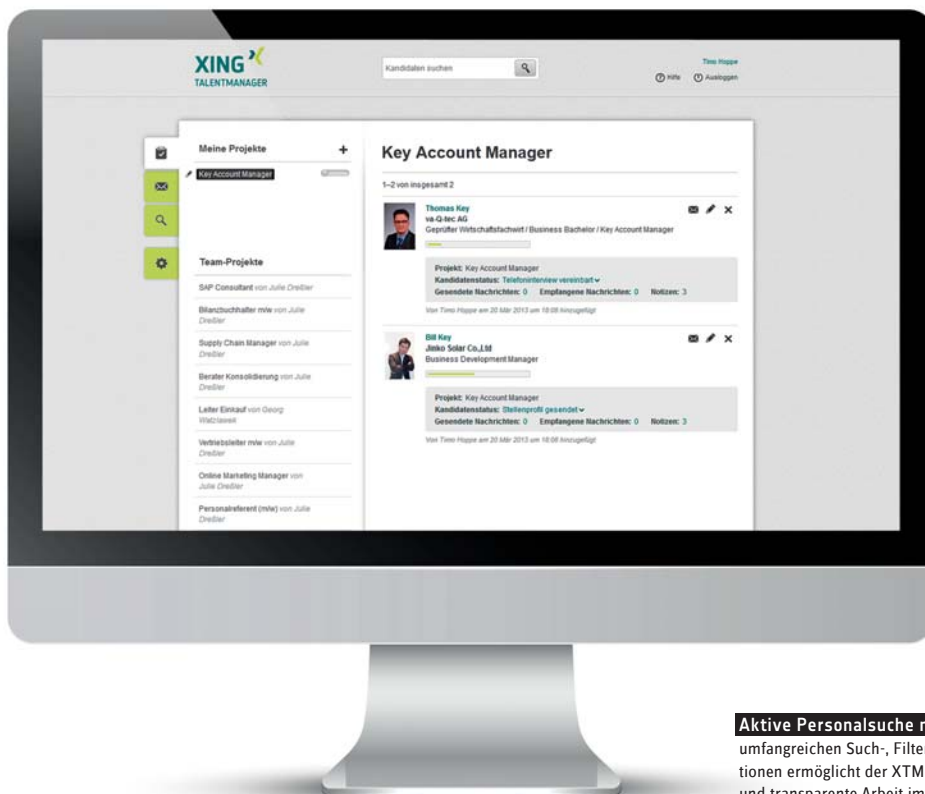 XING
TALENTMANAGER
Kandidaten suchen
Timo Hoppe
Hilfe Ausloggen
Meine Projekte +
Key Account Manager
Team-Projekte
SAP Consultant von Julie Dreßler
Bilanzbuchhalter m/w von Julie
Dreßler
Supply Chain Manager von Julie
Dreßler
Berater Konsolidierung von Julie
Dreßler
Leiter Einkauf von Georg
Watzlawek
Vertriebsleiter m/w von Julie
Dreßler
Online Marketing Manager von
Julie Dreßler
Personalreferent (m/w) von Julie
Dreßler
Key Account Manager
1–2 von insgesamt 2
Thomas Key
va-Q-tec AG
Geprüfter Wirtschaftsfachwirt / Business Bachelor / Key Account Manager
Projekt: Key Account Manager
Kandidatenstatus: Telefoninterview vereinbart
Gesendete Nachrichten: 0 Empfangene Nachrichten: 0 Notizen: 3
Von Timo Hoppe am 20 Mär 2013 um 18:08 hinzugefügt
Bill Key
Jinko Solar Co.,Ltd
Business Development Manager
Projekt: Key Account Manager
Kandidatenstatus: Stellenprofil gesendet
Gesendete Nachrichten: 0 Empfangene Nachrichten: 0 Notizen: 3
Von Timo Hoppe am 20 Mär 2013 um 18:08 hinzugefügt
Aktive Personalsuche
umfangreichen Such-, Filter
tionen ermöglicht der XTM
und transparente Arbeit im